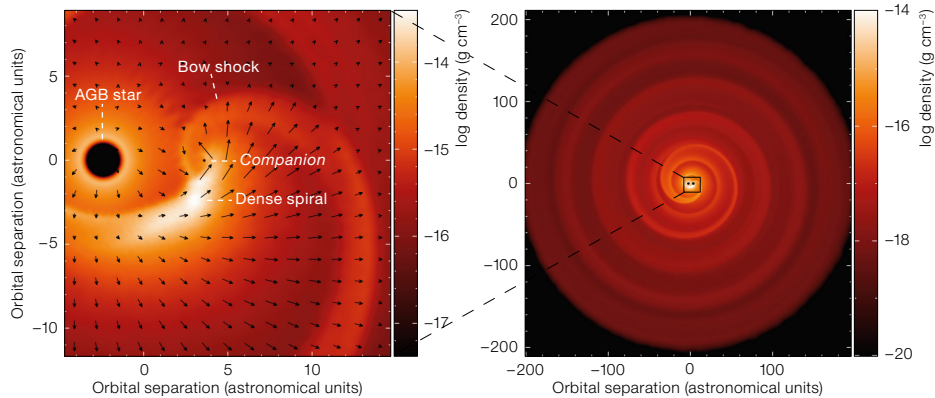 Orbital separation (astronomical units)
5
0
−5
−10
0
5
10
Orbital separation (astronomical units)
AGB star
Bow shock
Companion
Dense spiral
−14
−15
−16
−17
log density (g cm⁻³)
200
100
0
−100
−200
−200
−100
0
100
Orbital separation (astronomical units)
−14
−16
−18
−20
log density (g cm⁻³)